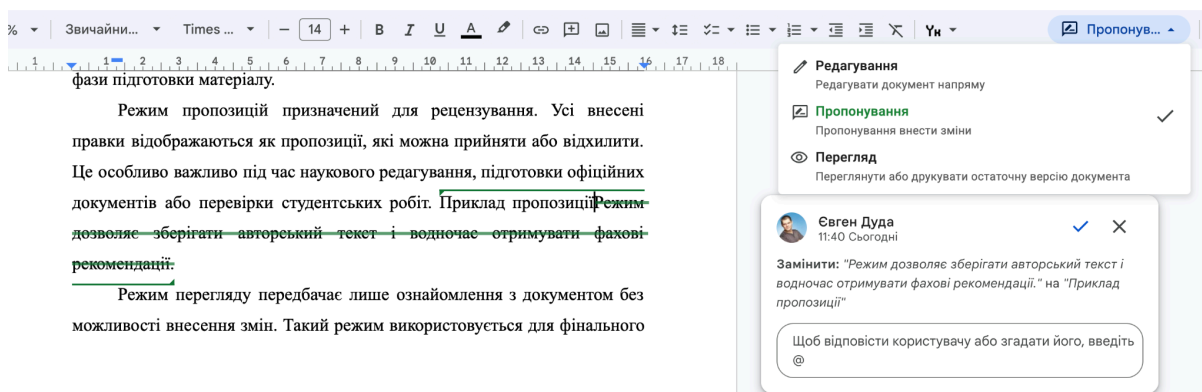 % Звичайни... Times ... — 14 + B I U A Yк Пропонув...
1 1 2 3 4 5 6 7 8 9 10 11 12 13 14 15 16 17 18
фази підготовки матеріалу.
Режим пропозицій призначений для рецензування. Усі внесені
правки відображаються як пропозиції, які можна прийняти або відхилити.
Це особливо важливо під час наукового редагування, підготовки офіційних
документів або перевірки студентських робіт. Приклад пропозиціїРежим
дозволяє зберігати авторський текст і водночас отримувати фахові
рекомендації.
Режим перегляду передбачає лише ознайомлення з документом без
можливості внесення змін. Такий режим використовується для фінального
Редагування
Редагувати документ напряму
Пропонування
Пропонування внести зміни
Перегляд
Переглянути або друкувати остаточну версію документа
Євген Дуда
11:40 Сьогодні
Замінити: "Режим дозволяє зберігати авторський текст і
водночас отримувати фахові рекомендації." на "Приклад
пропозиції"
Щоб відповісти користувачу або згадати його, введіть
@